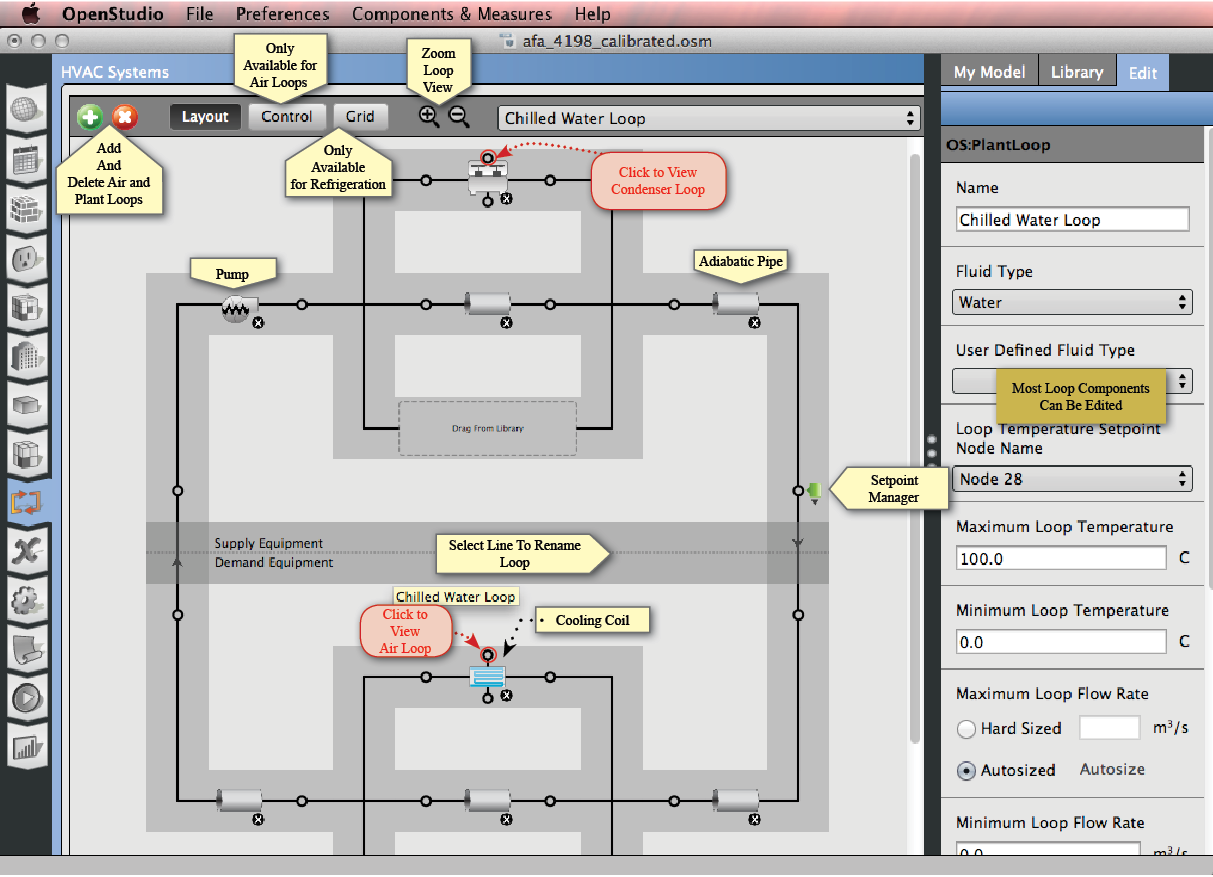 OpenStudio File Preferences Components & Measures Help
afa_4198_calibrated.osm
HVAC Systems
Only
Available for
Air Loops
Zoom
Loop
View
My Model Library Edit
Layout Control Grid
Chilled Water Loop
Add
And
Delete Air and
Plant Loops
Only
Available
for Refrigeration
Click to View
Condenser Loop
Pump
Adiabatic Pipe
Drag From Library
Setpoint
Manager
Supply Equipment
Demand Equipment
Select Line To Rename
Loop
Chilled Water Loop
Click to
View
Air Loop
Cooling Coil
OS:PlantLoop
Name
Chilled Water Loop
Fluid Type
Water
User Defined Fluid Type
Most Loop Components
Can Be Edited
Loop Temperature Setpoint
Node Name
Node 28
Maximum Loop Temperature
100.0 C
Minimum Loop Temperature
0.0 C
Maximum Loop Flow Rate
Hard Sized m³/s
Autosized Autosize
Minimum Loop Flow Rate
0.0 m³/s